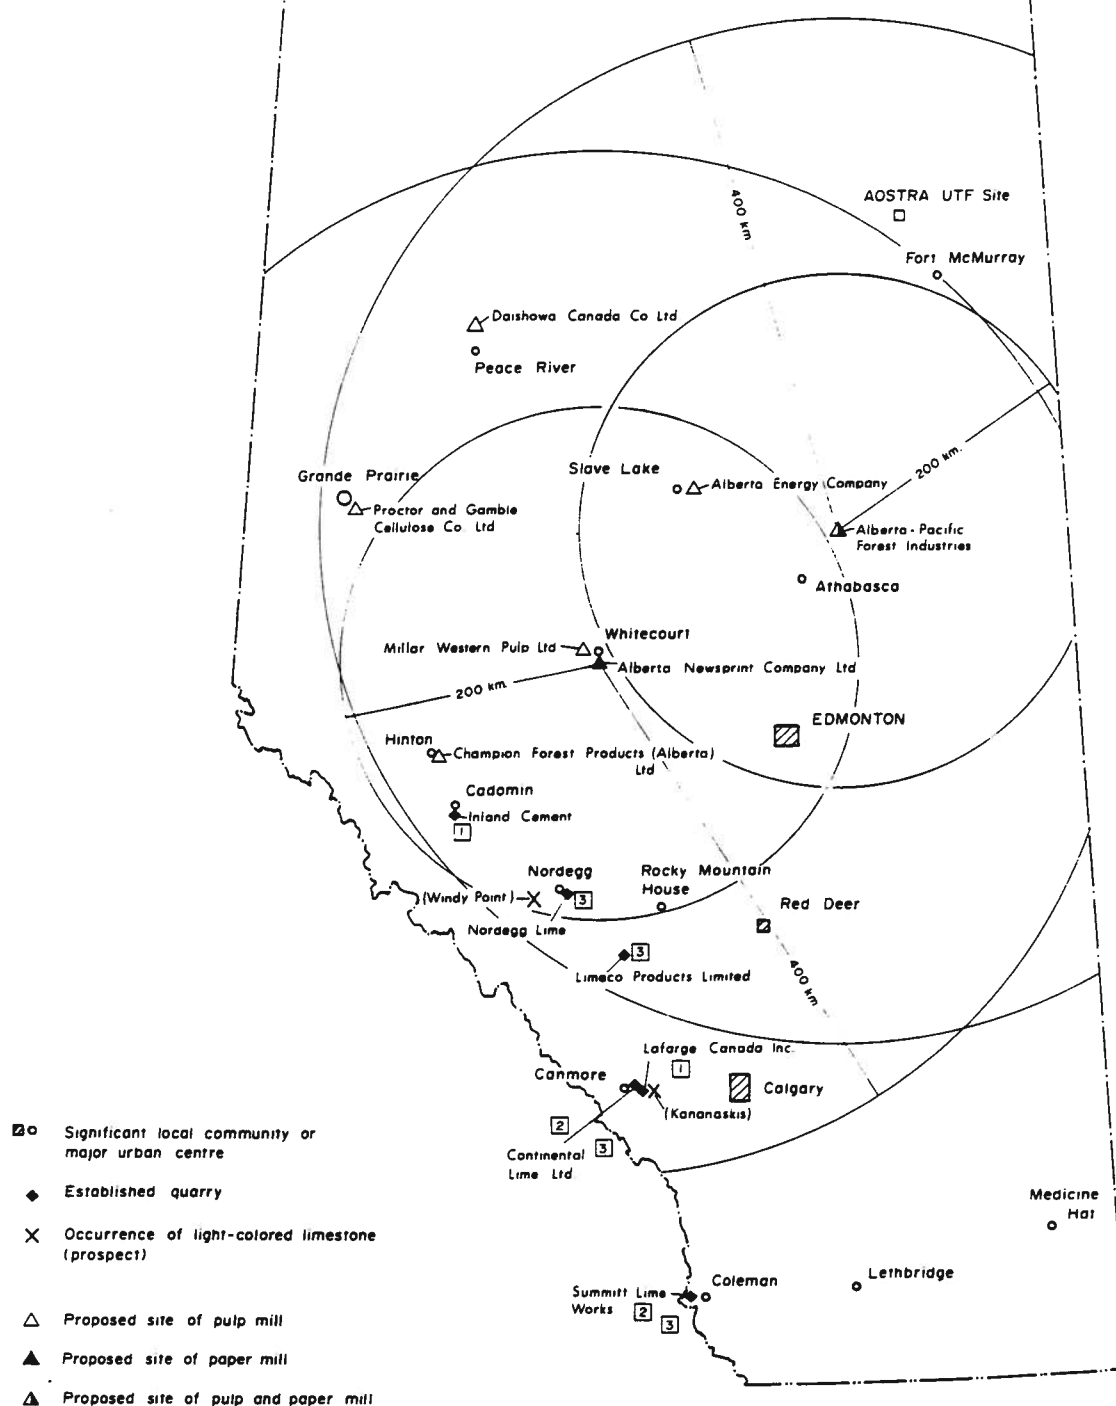 AOSTRA UTF Site
400 km
Fort McMurray
Daishowa Canada Co Ltd
Peace River
Grande Prairie
Slave Lake
Alberta Energy Company
200 km.
Proctor and Gamble
Cellulose Co. Ltd
Alberta - Pacific
Forest Industries
Athabasca
Whitecourt
Millar Western Pulp Ltd
Alberta Newsprint Company Ltd
200 km.
EDMONTON
Hinton
Champion Forest Products (Alberta)
Ltd
Cadomin
Inland Cement
1
Nordegg
Rocky Mountain
House
(Windy Point)
3
Red Deer
Nordegg Lime
3
Limeco Products Limited
400 km
Lafarge Canada Inc.
1
Canmore
Calgary
(Kananaskis)
2
3
Continental
Lime Ltd.
Significant local community or
major urban centre
Established quarry
Medicine
Hat
Occurrence of light-colored limestone
(prospect)
Lethbridge
Coleman
Summitt Lime
Works
2
3
Proposed site of pulp mill
Proposed site of paper mill
Proposed site of pulp and paper mill